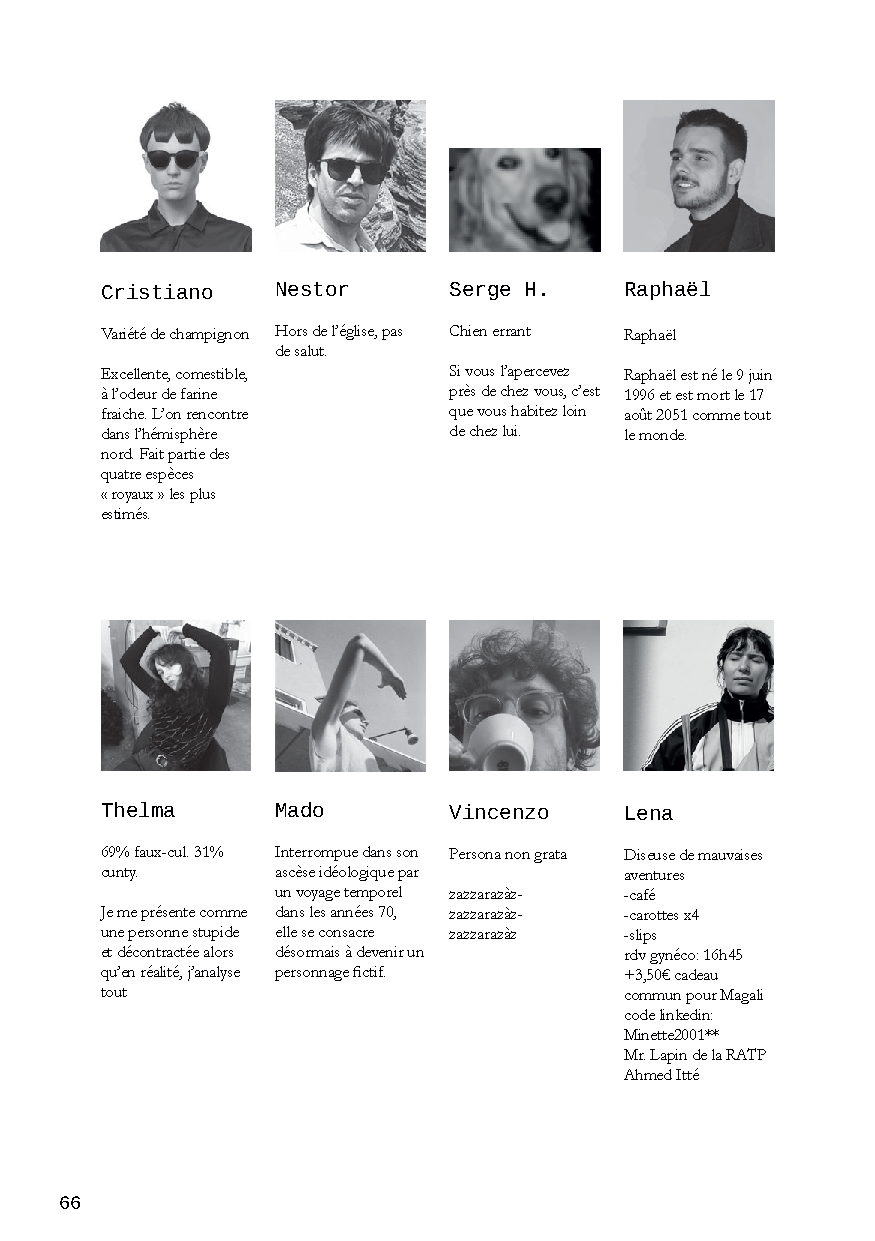 Cristiano
Variété de champignon
Excellente, comestible,
à l'odeur de farine
fraiche. L'on rencontre
dans l'hémisphère
nord. Fait partie des
quatre espèces
« royaux » les plus
estimés.
Nestor
Hors de l'église, pas
de salut.
Serge H.
Chien errant
Si vous l'apercevez
près de chez vous, c'est
que vous habitez loin
de chez lui.
Raphaël
Raphaël
Raphaël est né le 9 juin
1996 et est mort le 17
août 2051 comme tout
le monde.
Thelma
69% faux-cul. 31%
cunty.
Je me présente comme
une personne stupide
et décontractée alors
qu'en réalité, j'analyse
tout
Mado
Interrompue dans son
ascèse idéologique par
un voyage temporel
dans les années 70,
elle se consacre
désormais à devenir un
personnage fictif.
Vincenzo
Persona non grata
zazzarazàz-
zazzarazàz-
zazzarazàz
Lena
Diseuse de mauvaises
aventures
-café
-carottes x4
-slips
rdv gynéco: 16h45
+3,50€ cadeau
commun pour Magali
code linkedin:
Minette2001**
Mr. Lapin de la RATP
Ahmed Itté
66